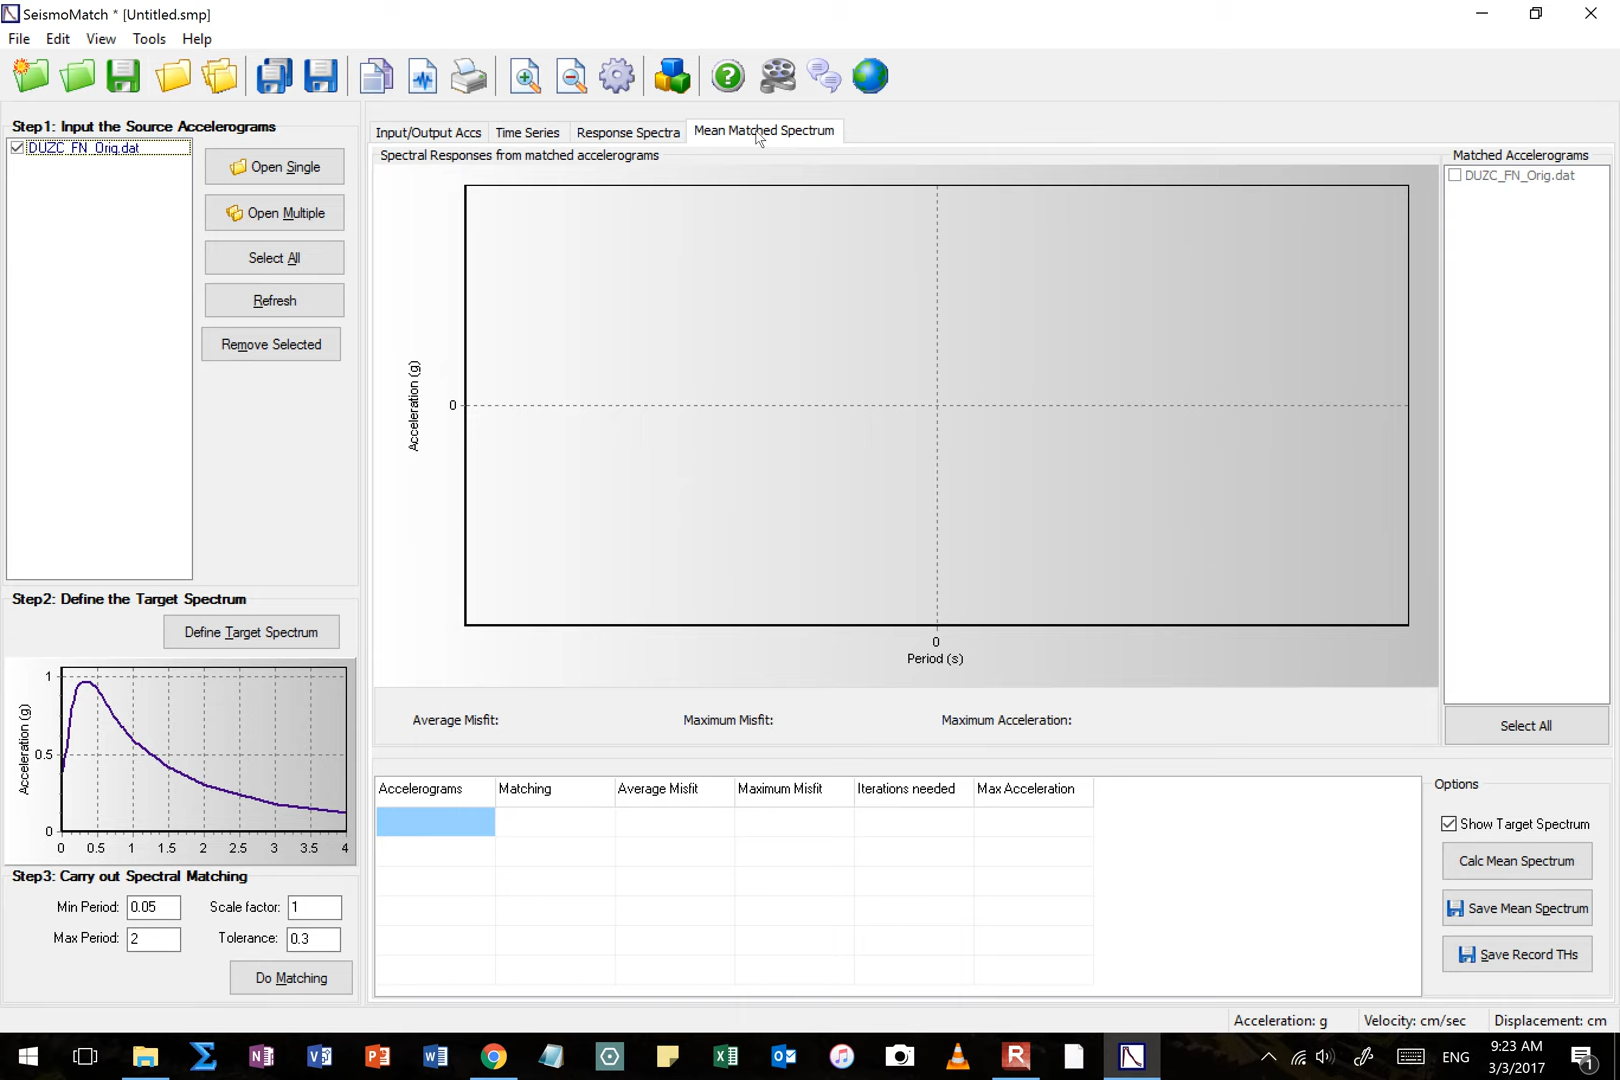 SeismoMatch * [Untitled.smp]
File Edit View Tools Help
Step1: Input the Source Accelerograms
DUZC_FN_Orig.dat
Open Single
Open Multiple
Select All
Refresh
Remove Selected
Step2: Define the Target Spectrum
Define Target Spectrum
Acceleration (g)
1
0.5
0
0 0.5 1 1.5 2 2.5 3 3.5 4
Step3: Carry out Spectral Matching
Min Period: 0.05 Scale factor: 1
Max Period: 2 Tolerance: 0.3
Do Matching
Input/Output Accs Time Series Response Spectra Mean Matched Spectrum
Spectral Responses from matched accelerograms
Acceleration (g)
0
0
Period (s)
Average Misfit: Maximum Misfit: Maximum Acceleration:
Matched Accelerograms
DUZC_FN_Orig.dat
Select All
Accelerograms Matching Average Misfit Maximum Misfit Iterations needed Max Acceleration
Options
Show Target Spectrum
Calc Mean Spectrum
Save Mean Spectrum
Save Record THs
Acceleration: g Velocity: cm/sec Displacement: cm
ENG
9:23 AM
3/3/2017
1